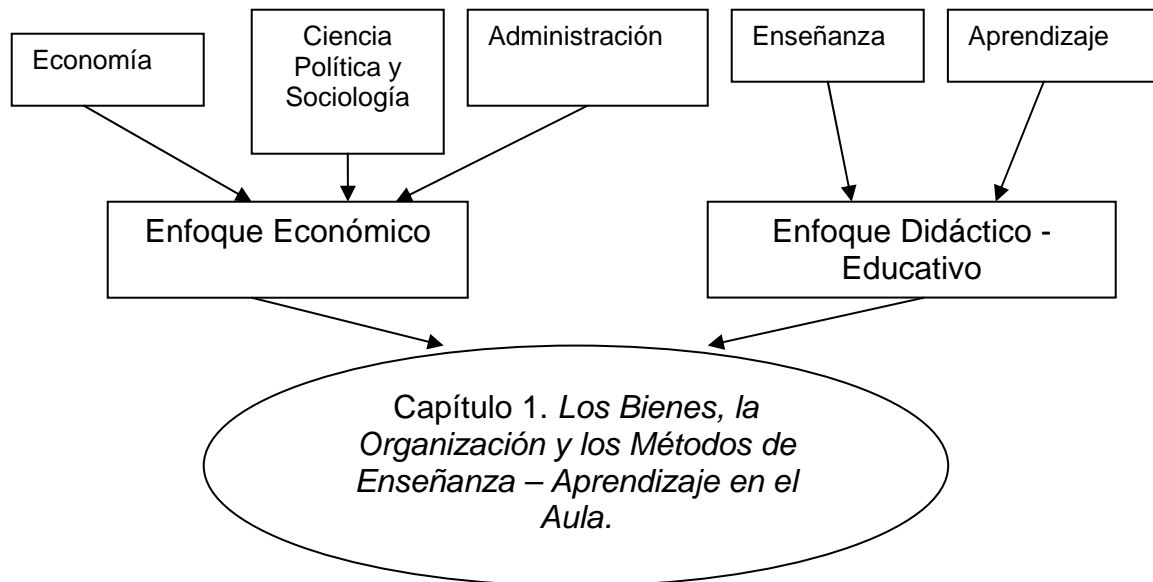 Economía
Ciencia
Política y
Sociología
Administración
Enseñanza
Aprendizaje
Enfoque Económico
Enfoque Didáctico -
Educativo
Capítulo 1. Los Bienes, la
Organización y los Métodos de
Enseñanza – Aprendizaje en el
Aula.